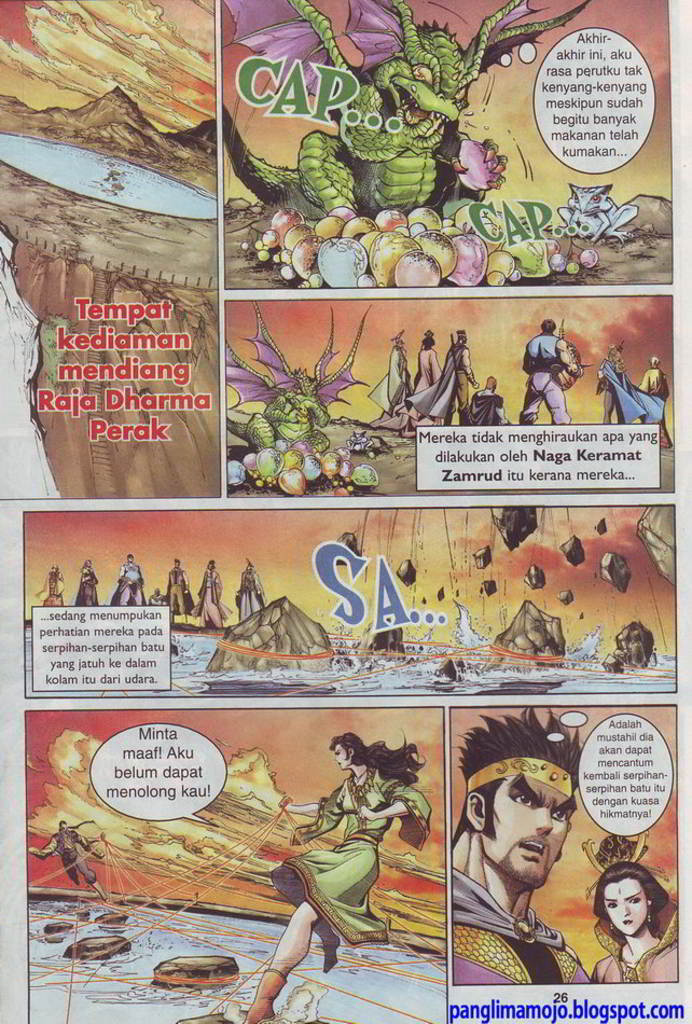 Akhir-
akhir ini, aku
rasa perutku tak
kenyang-kenyang
meskipun sudah
begitu banyak
makanan telah
kumakan...
CAP...
CAP...
Tempat
kediaman
mendiang
Raja Dharma
Perak
Mereka tidak menghiraukan apa yang
dilakukan oleh Naga Keramat
Zamrud itu kerana mereka...
SA...
...sedang menumpukan
perhatian mereka pada
serpihan-serpihan batu
yang jatuh ke dalam
kolam itu dari udara.
Minta
maaf! Aku
belum dapat
menolong kau!
Adalah
mustahil dia
akan dapat
mencantum
kembali serpihan-
serpihan batu itu
dengan kuasa
hikmatnya!
26
panglimamojo.blogspot.com